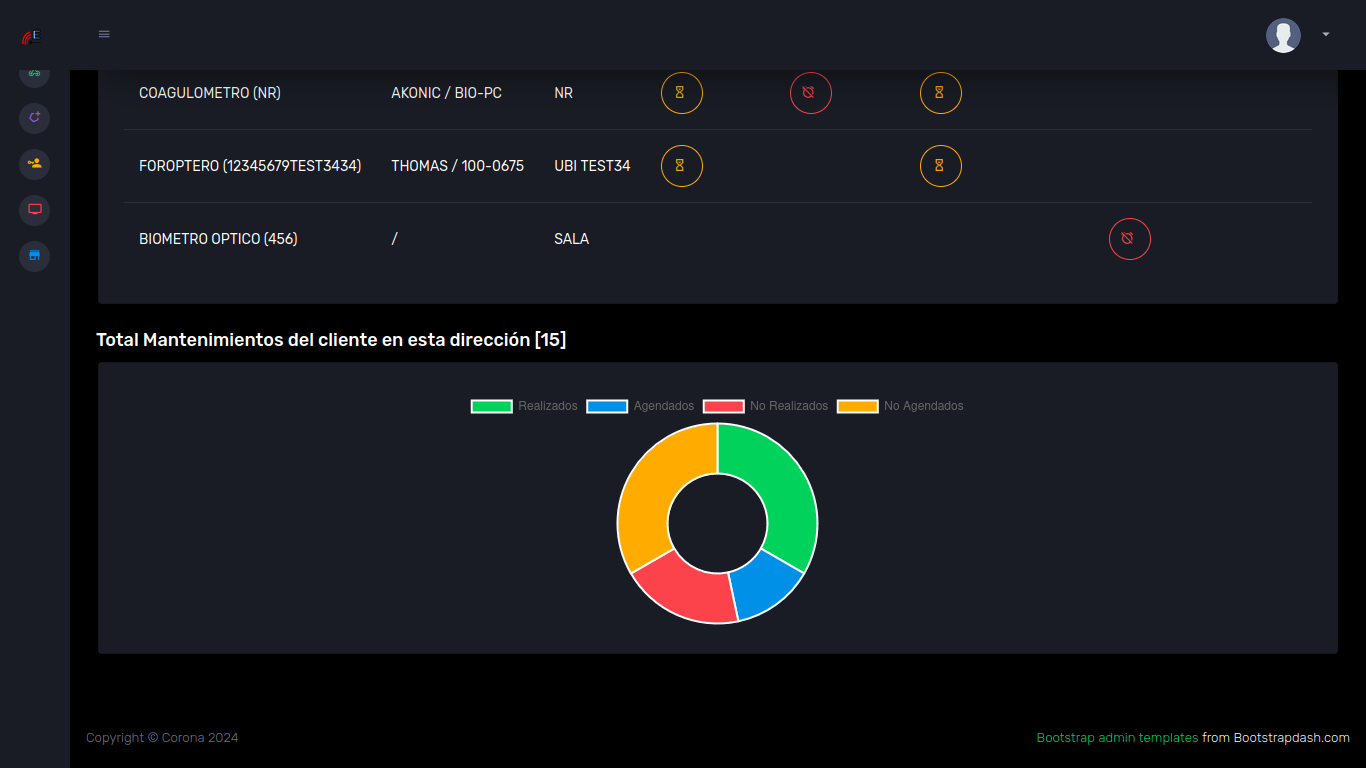 E
COAGULOMETRO (NR) AKONIC / BIO-PC NR
FOROPTERO (12345679TEST3434) THOMAS / 100-0675 UBI TEST34
BIOMETRO OPTICO (456) / SALA
Total Mantenimientos del cliente en esta dirección [15]
Realizados Agendados No Realizados No Agendados
Copyright © Corona 2024 Bootstrap admin templates from Bootstrapdash.com